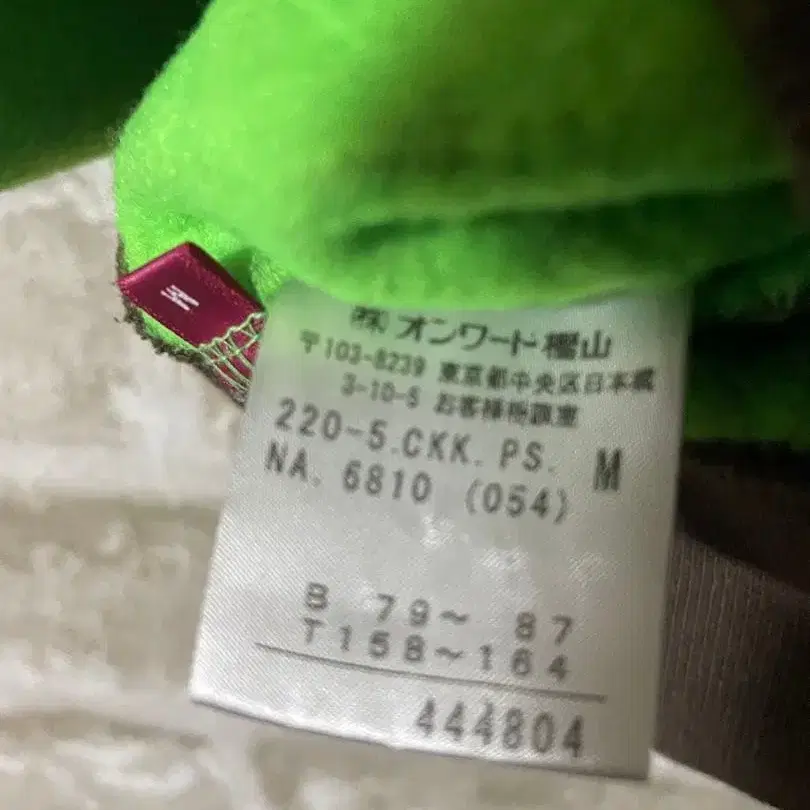 M
㈱オンワード樫山
〒103-8239 東京都中央区日本橋
3-10-5 お客様相談室
220-5.CKK. PS. M
NA. 6810 (054)
B 79～ 87
T158～164
444804